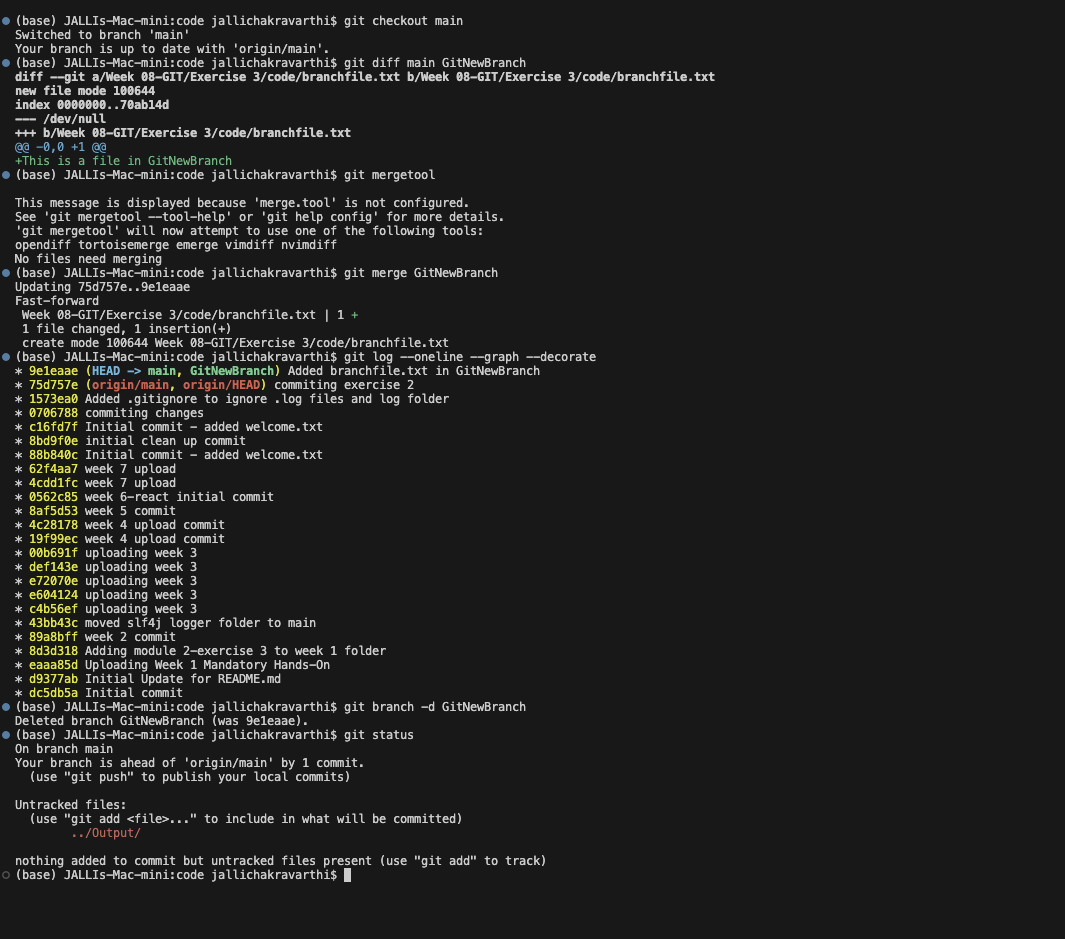 (base) JALLIs-Mac-mini:code jallichakravarthi$ git checkout main
Switched to branch 'main'
Your branch is up to date with 'origin/main'.
(base) JALLIs-Mac-mini:code jallichakravarthi$ git diff main GitNewBranch
diff --git a/Week 08-GIT/Exercise 3/code/branchfile.txt b/Week 08-GIT/Exercise 3/code/branchfile.txt
new file mode 100644
index 0000000..70ab14d
--- /dev/null
+++ b/Week 08-GIT/Exercise 3/code/branchfile.txt
@@ -0,0 +1 @@
+This is a file in GitNewBranch
(base) JALLIs-Mac-mini:code jallichakravarthi$ git mergetool
This message is displayed because 'merge.tool' is not configured.
See 'git mergetool --tool-help' or 'git help config' for more details.
'git mergetool' will now attempt to use one of the following tools:
opendiff tortoisemerge emerge vimdiff nvimdiff
No files need merging
(base) JALLIs-Mac-mini:code jallichakravarthi$ git merge GitNewBranch
Updating 75d757e..9e1eaae
Fast-forward
 Week 08-GIT/Exercise 3/code/branchfile.txt | 1 +
 1 file changed, 1 insertion(+)
 create mode 100644 Week 08-GIT/Exercise 3/code/branchfile.txt
(base) JALLIs-Mac-mini:code jallichakravarthi$ git log --oneline --graph --decorate
* 9e1eaae (HEAD -> main, GitNewBranch) Added branchfile.txt in GitNewBranch
* 75d757e (origin/main, origin/HEAD) commiting exercise 2
* 1573ea0 Added .gitignore to ignore .log files and log folder
* 0706788 commiting changes
* c16fd7f Initial commit - added welcome.txt
* 8bd9f0e initial clean up commit
* 88b840c Initial commit - added welcome.txt
* 62f4aa7 week 7 upload
* 4cdd1fc week 7 upload
* 0562c85 week 6-react initial commit
* 8af5d53 week 5 commit
* 4c28178 week 4 upload commit
* 19f99ec week 4 upload commit
* 00b691f uploading week 3
* def143e uploading week 3
* e72070e uploading week 3
* e604124 uploading week 3
* c4b56ef uploading week 3
* 43bb43c moved slf4j logger folder to main
* 89a8bff week 2 commit
* 8d3d318 Adding module 2-exercise 3 to week 1 folder
* eaaa85d Uploading Week 1 Mandatory Hands-On
* d9377ab Initial Update for README.md
* dc5db5a Initial commit
(base) JALLIs-Mac-mini:code jallichakravarthi$ git branch -d GitNewBranch
Deleted branch GitNewBranch (was 9e1eaae).
(base) JALLIs-Mac-mini:code jallichakravarthi$ git status
On branch main
Your branch is ahead of 'origin/main' by 1 commit.
  (use "git push" to publish your local commits)
Untracked files:
  (use "git add <file>..." to include in what will be committed)
        ../Output/
nothing added to commit but untracked files present (use "git add" to track)
(base) JALLIs-Mac-mini:code jallichakravarthi$